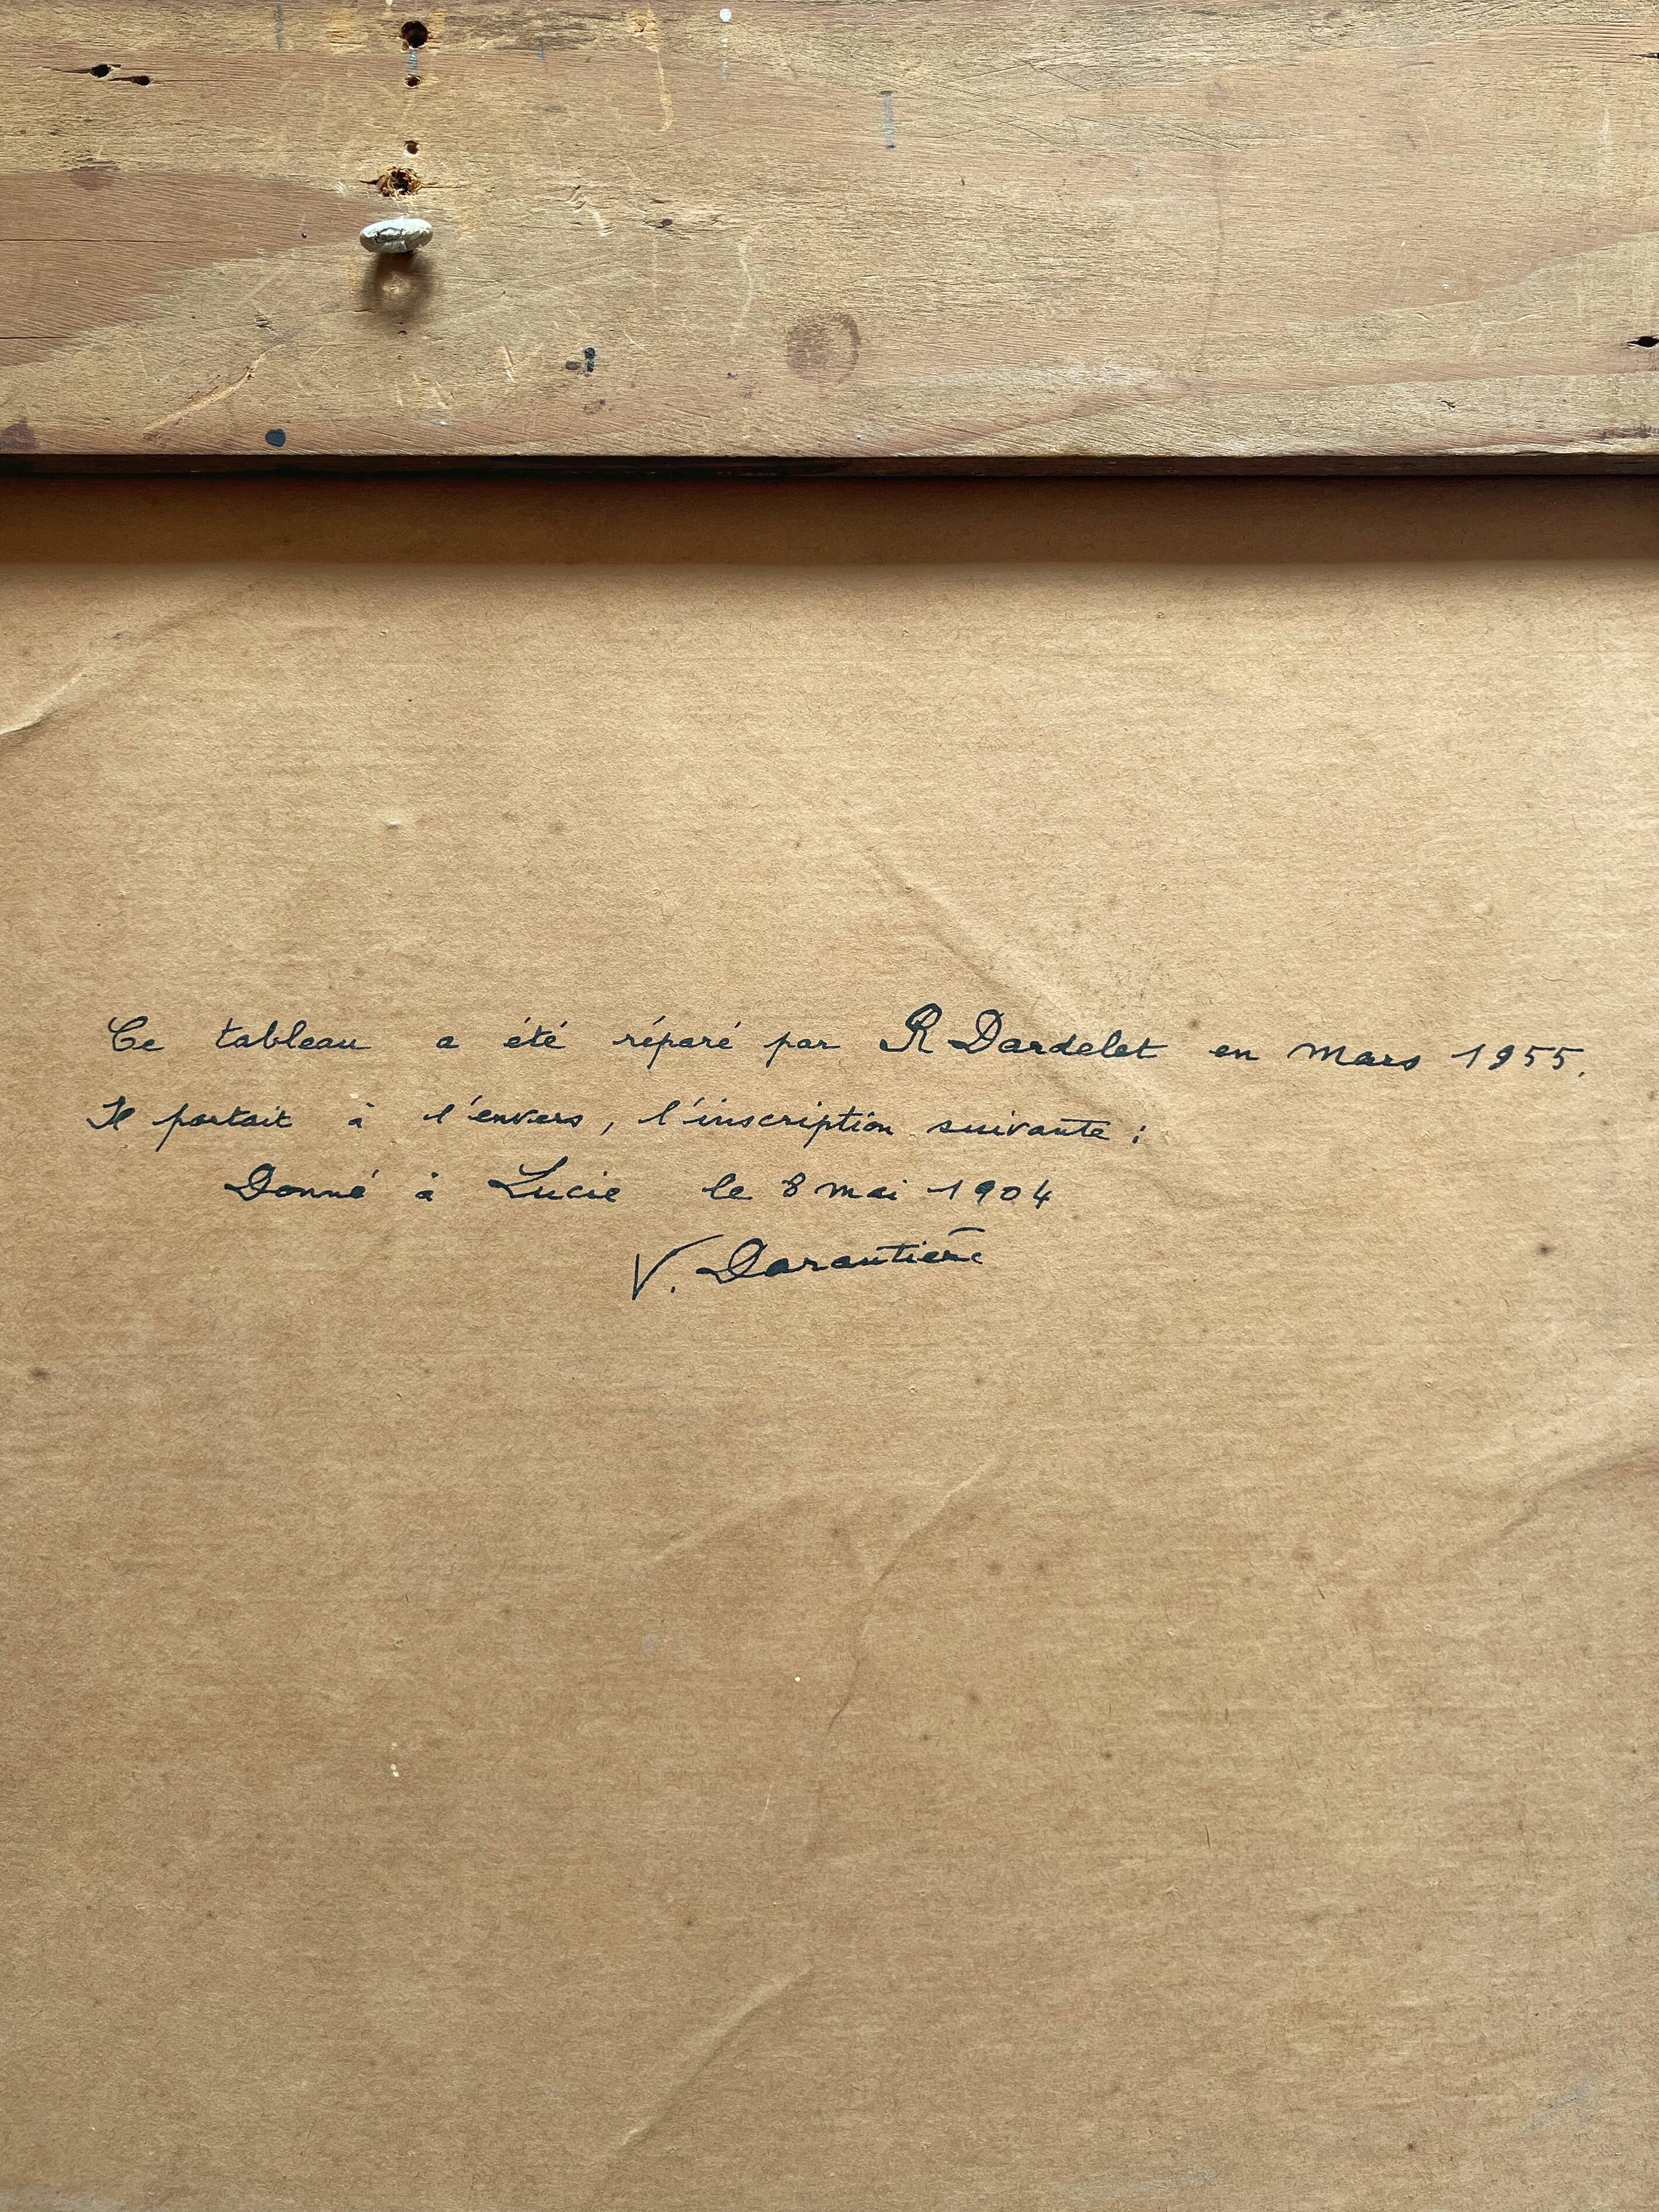 Ce tableau a été réparé par R Dardelet en mars 1955.
Il portait à l'envers, l'inscription suivante :
Donné à Lucie le 8 mai 1904
V. Darantière